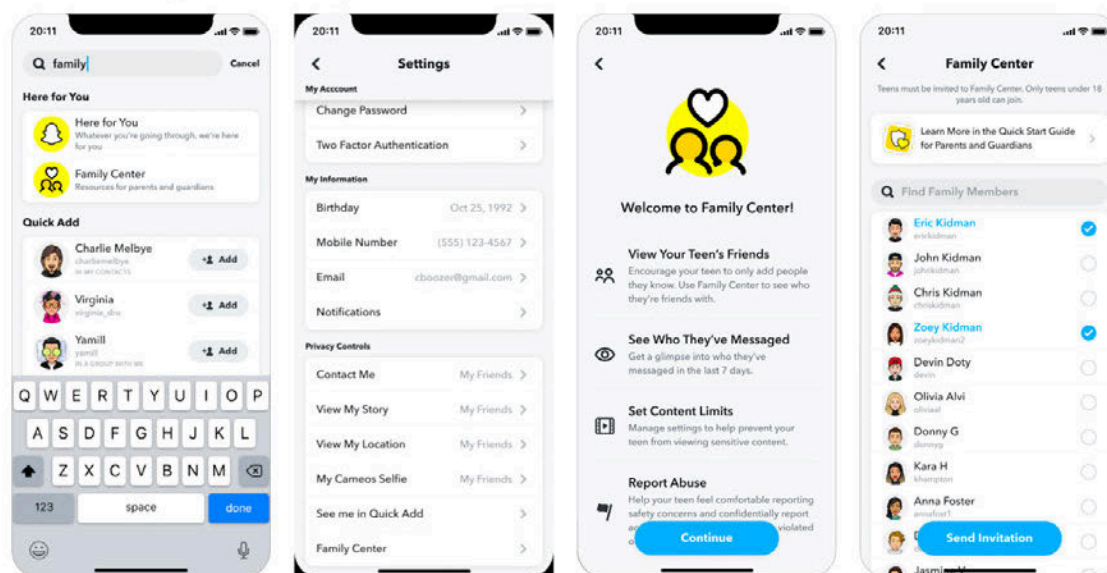 20:11
family
Cancel
Here for You
Here for You
Whatever you're going through, we're here
for you
Family Center
Resources for parents and guardians
Quick Add
Charlie Melbye
charliemelbye
IN MY CONTACTS
Add
Virginia
Add
Yamill
yamill
IN A GROUP WITH ME
Add
Q W E R T Y U I O P
A S D F G H J K L
Z X C V B N M
123
space
done
20:11
Settings
My Acccount
Change Password
Two Factor Authentication
My Information
Birthday
Oct 25, 1992
Mobile Number
(555) 123-4567
Email
cboozer@gmail.com
Notifications
Privacy Controls
Contact Me
My Friends
View My Story
My Friends
View My Location
My Friends
My Cameos Selfie
My Friends
See me in Quick Add
Family Center
20:11
Welcome to Family Center!
View Your Teen's Friends
Encourage your teen to only add people
they know. Use Family Center to see who
they're friends with.
See Who They've Messaged
Get a glimpse into who they've
messaged in the last 7 days.
Set Content Limits
Manage settings to help prevent your
teen from viewing sensitive content.
Report Abuse
Help your teen feel comfortable reporting
safety concerns and confidentially report
violated
Continue
20:11
Family Center
Teens must be invited to Family Center. Only teens under 18
years old can join.
Learn More in the Quick Start Guide
for Parents and Guardians
Find Family Members
Eric Kidman
erickidman
John Kidman
johnkidman
Chris Kidman
chriskidman
Zoey Kidman
zoeykidman2
Devin Doty
devin
Olivia Alvi
oliviaal
Donny G
donnyg
Kara H
khampton
Anna Foster
Send Invitation